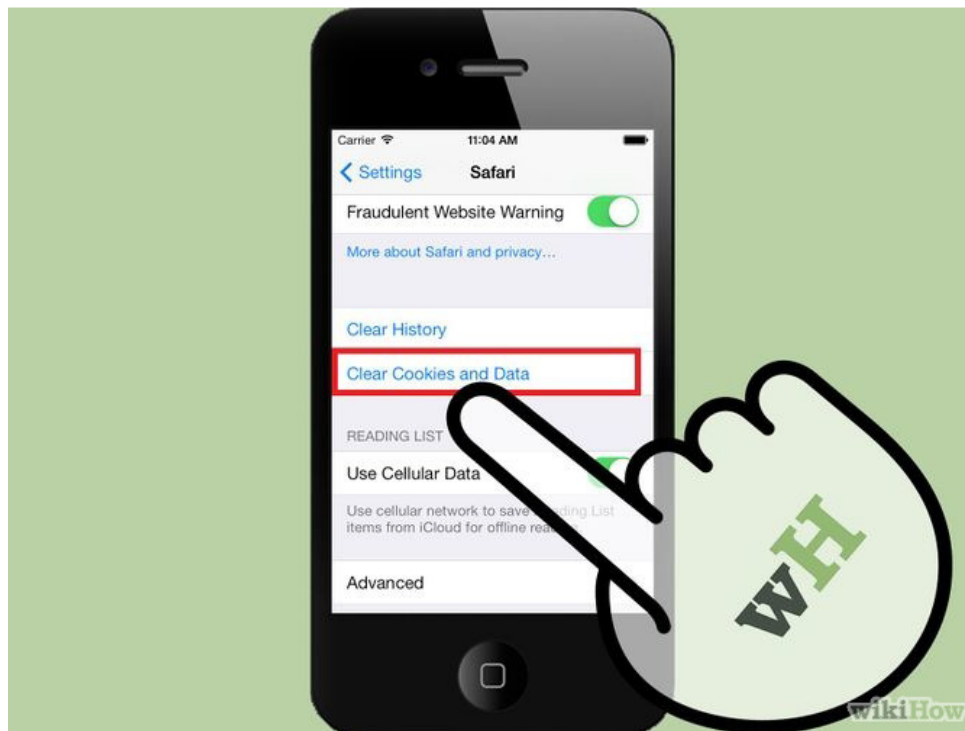 Carrier 11:04 AM
Settings Safari
Fraudulent Website Warning
More about Safari and privacy...
Clear History
Clear Cookies and Data
READING LIST
Use Cellular Data
Use cellular network to save Reading List
items from iCloud for offline
Advanced
wH
wikiHow